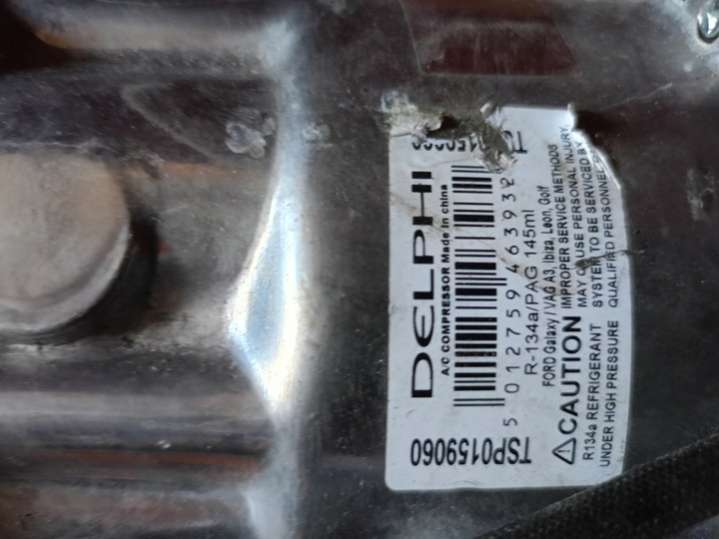 DELPHI
A/C COMPRESSOR Made in china
TSP0159060
5 012759 463932
R-134a/PAG 145ml
FORD Galaxy / VAG A3, Ibiza, Leon, Golf
CAUTION
IMPROPER SERVICE METHODS
MAY CAUSE PERSONAL INJURY
R134a REFRIGERANT
SYSTEM TO BE SERVICED BY
UNDER HIGH PRESSURE
QUALIFIED PERSONNEL